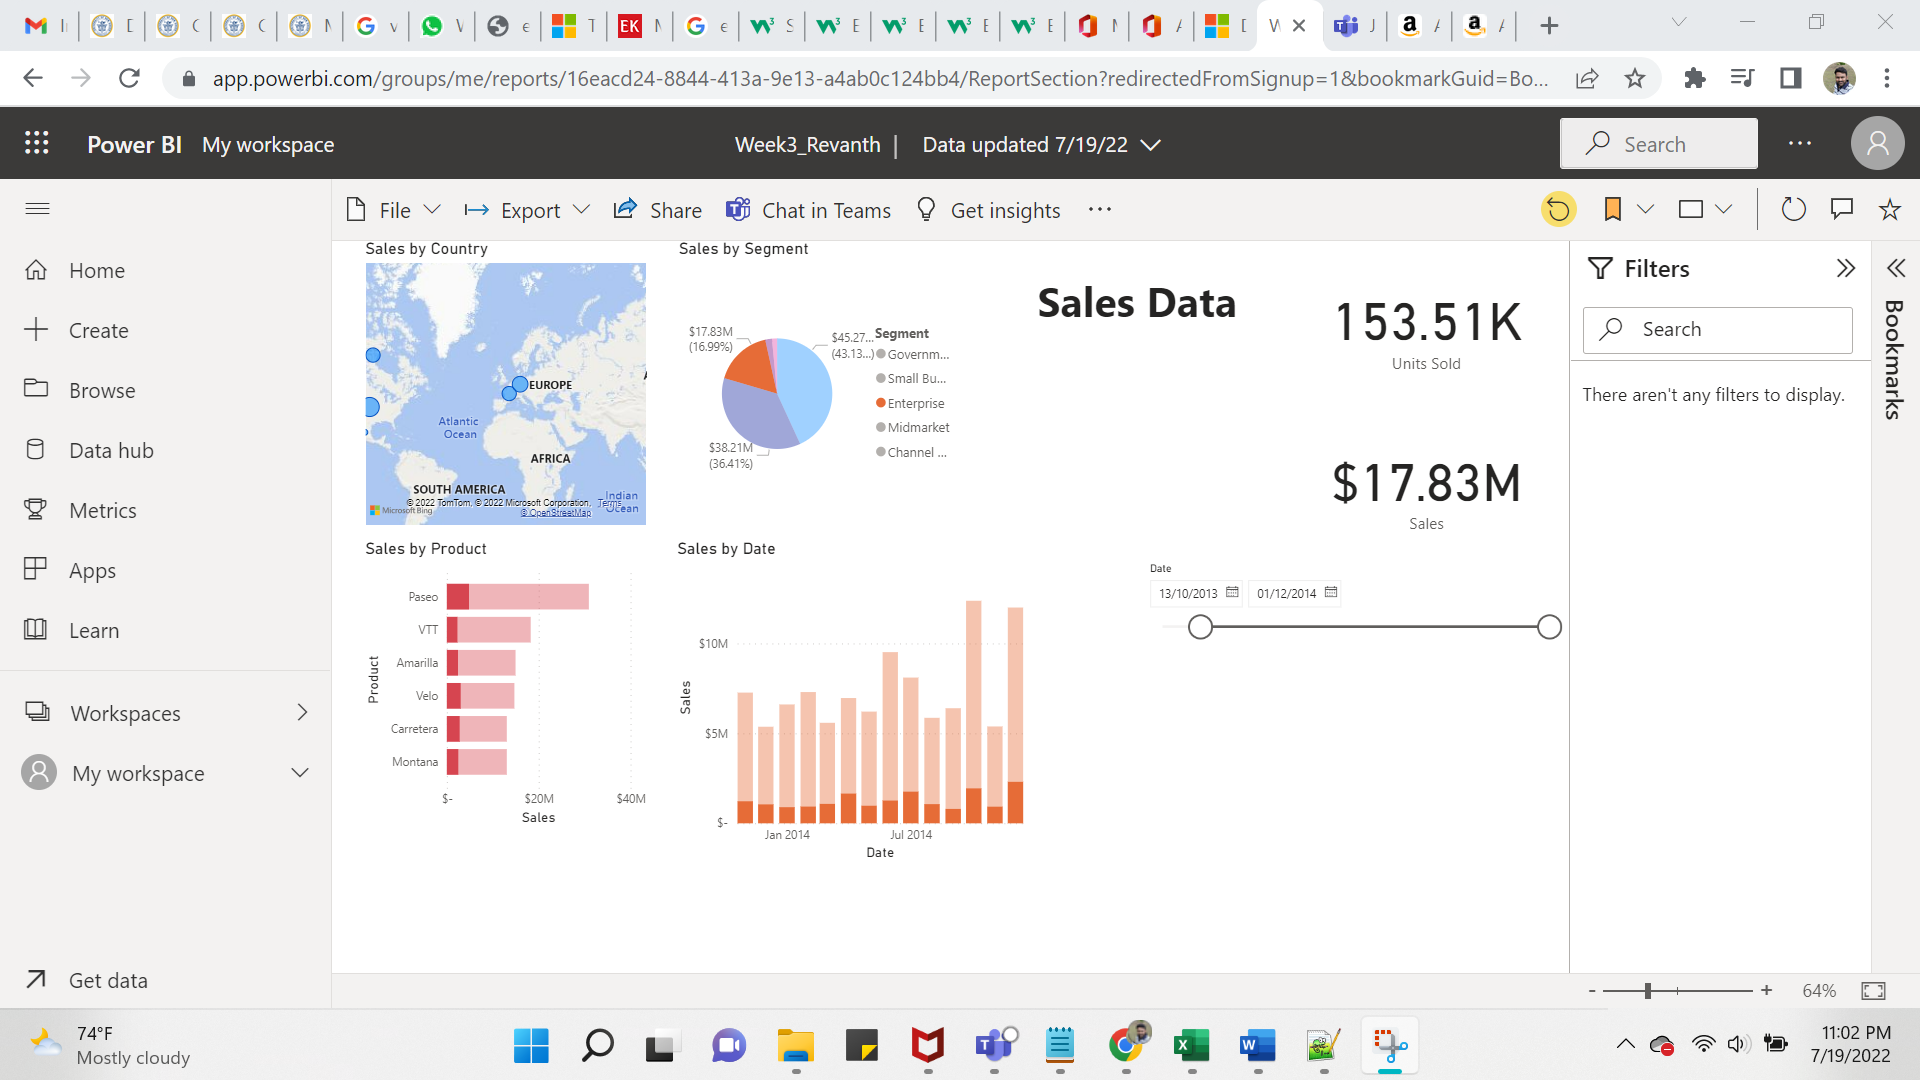 app.powerbi.com/groups/me/reports/16eacd24-8844-413a-9e13-a4ab0c124bb4/ReportSection?redirectedFromSignup=1&bookmarkGuid=Bo...
Power BI My workspace
Week3_Revanth | Data updated 7/19/22
Search
File
Export
Share
Chat in Teams
Get insights
Home
Create
Browse
Data hub
Metrics
Apps
Learn
Workspaces
My workspace
Get data
Sales by Country
EUROPE
Atlantic
Ocean
AFRICA
SOUTH AMERICA
Indian
Ocean
© 2022 TomTom, © 2022 Microsoft Corporation, Terms
Microsoft Bing
© OpenStreetMap
Sales by Segment
$17.83M
(16.99%)
$45.27...
(43.13...)
$38.21M
(36.41%)
Segment
Governm...
Small Bu...
Enterprise
Midmarket
Channel ...
Sales Data
153.51K
Units Sold
$17.83M
Sales
Sales by Product
Product
Paseo
VTT
Amarilla
Velo
Carretera
Montana
$- $20M $40M
Sales
Sales by Date
Sales
$10M
$5M
$-
Jan 2014 Jul 2014
Date
Date
13/10/2013 01/12/2014
Filters
Search
There aren't any filters to display.
Bookmarks
- + 64%
74°F
Mostly cloudy
11:02 PM
7/19/2022